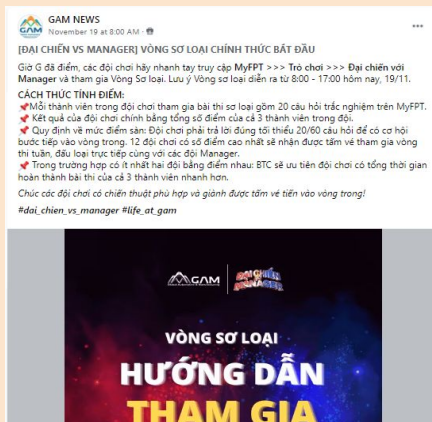 GAM NEWS
November 19 at 8:00 AM ·
[ĐẠI CHIẾN VS MANAGER] VÒNG SƠ LOẠI CHÍNH THỨC BẮT ĐẦU
Giờ G đã điểm, các đội chơi hãy nhanh tay truy cập MyFPT >>> Trò chơi >>> Đại chiến với
Manager và tham gia Vòng Sơ loại. Lưu ý Vòng sơ loại diễn ra từ 8:00 - 17:00 hôm nay, 19/11.
CÁCH THỨC TÍNH ĐIỂM:
📌Mỗi thành viên trong đội chơi tham gia bài thi sơ loại gồm 20 câu hỏi trắc nghiệm trên MyFPT.
📌 Kết quả của đội chơi chính bằng tổng số điểm của cả 3 thành viên trong đội.
📌 Quy định về mức điểm sàn: Đội chơi phải trả lời đúng tối thiểu 20/60 câu hỏi để có cơ hội
bước tiếp vào vòng trong. 12 đội chơi có số điểm cao nhất sẽ nhận được tấm vé tham gia vòng
thi tuần, đấu loại trực tiếp cùng với các đội Manager.
📌 Trong trường hợp có ít nhất hai đội bằng điểm nhau: BTC sẽ ưu tiên đội chơi có tổng thời gian
hoàn thành bài thi của cả 3 thành viên nhanh hơn.
Chúc các đội chơi có chiến thuật phù hợp và giành được tấm vé tiến vào vòng trong!
#dai_chien_vs_manager #life_at_gam
GAM
ĐẠI CHIẾN
MANAGER
VÒNG SƠ LOẠI
HƯỚNG DẪN
THAM GIA